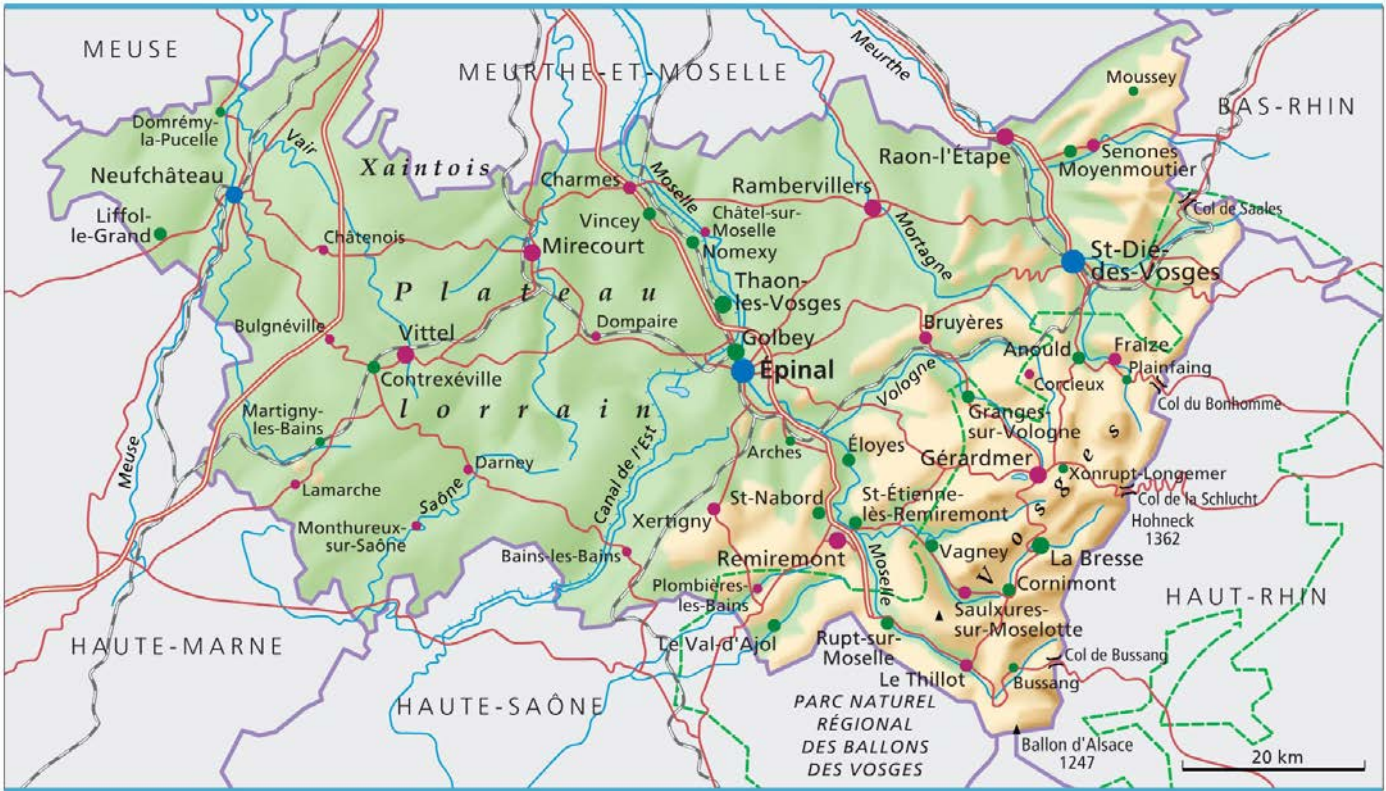 MEUSE
MEURTHE-ET-MOSELLE
Meurthe
Moussey
BAS-RHIN
Domrémy-
la-Pucelle
Vair
Xaintois
Raon-l'Étape
Senones
Moyenmoutier
Neufchâteau
Charmes
Moselle
Rambervillers
Liffol-
le-Grand
Vincey
Châtel-sur-
Moselle
Col de Saales
Châtenois
Mirecourt
Nomexy
Mortagne
St-Dié-
des-Vosges
Plateau
Thaon-
les-Vosges
Bulgnéville
Vittel
Dompaire
Golbey
Bruyères
Anould
Fraize
Plainfaing
Contrexéville
Épinal
Vologne
Corcieux
Col du Bonhomme
lorrain
Martigny-
les-Bains
Granges-
sur-Vologne
Meuse
Canal de l'Est
Arches
Éloyes
Gérardmer
Xonrupt-Longemer
Darney
Lamarche
Saône
St-Nabord
St-Étienne-
lès-Remiremont
Vosges
Col de la Schlucht
Hohneck
1362
Monthureux-
sur-Saône
Xertigny
Bains-les-Bains
Remiremont
Moselle
Vagney
La Bresse
Plombières-
les-Bains
Cornimont
HAUT-RHIN
Saulxures-
sur-Moselotte
HAUTE-MARNE
Le Val-d'Ajol
Rupt-sur-
Moselle
Col de Bussang
Le Thillot
Bussang
HAUTE-SAÔNE
PARC NATUREL
RÉGIONAL
DES BALLONS
DES VOSGES
Ballon d'Alsace
1247
20 km